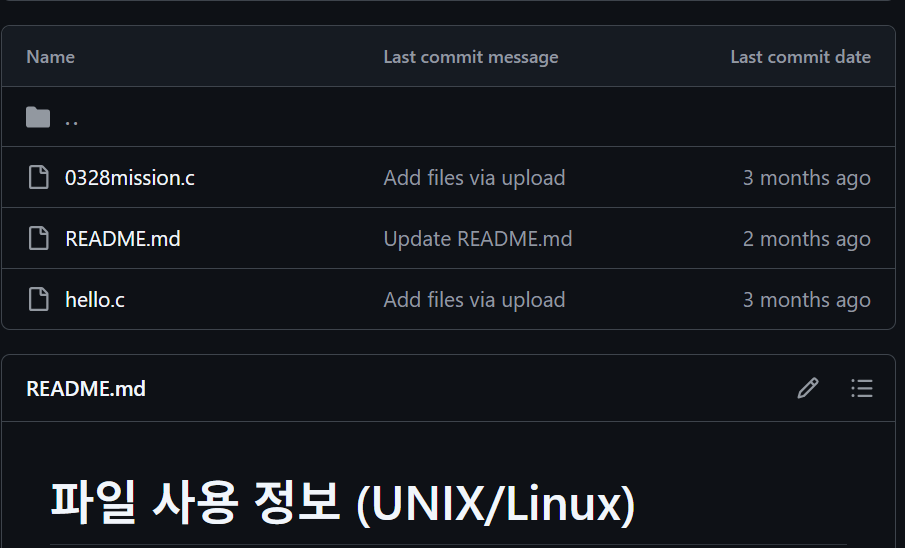 Name Last commit message Last commit date
..
0328mission.c Add files via upload 3 months ago
README.md Update README.md 2 months ago
hello.c Add files via upload 3 months ago
README.md
파일 사용 정보 (UNIX/Linux)